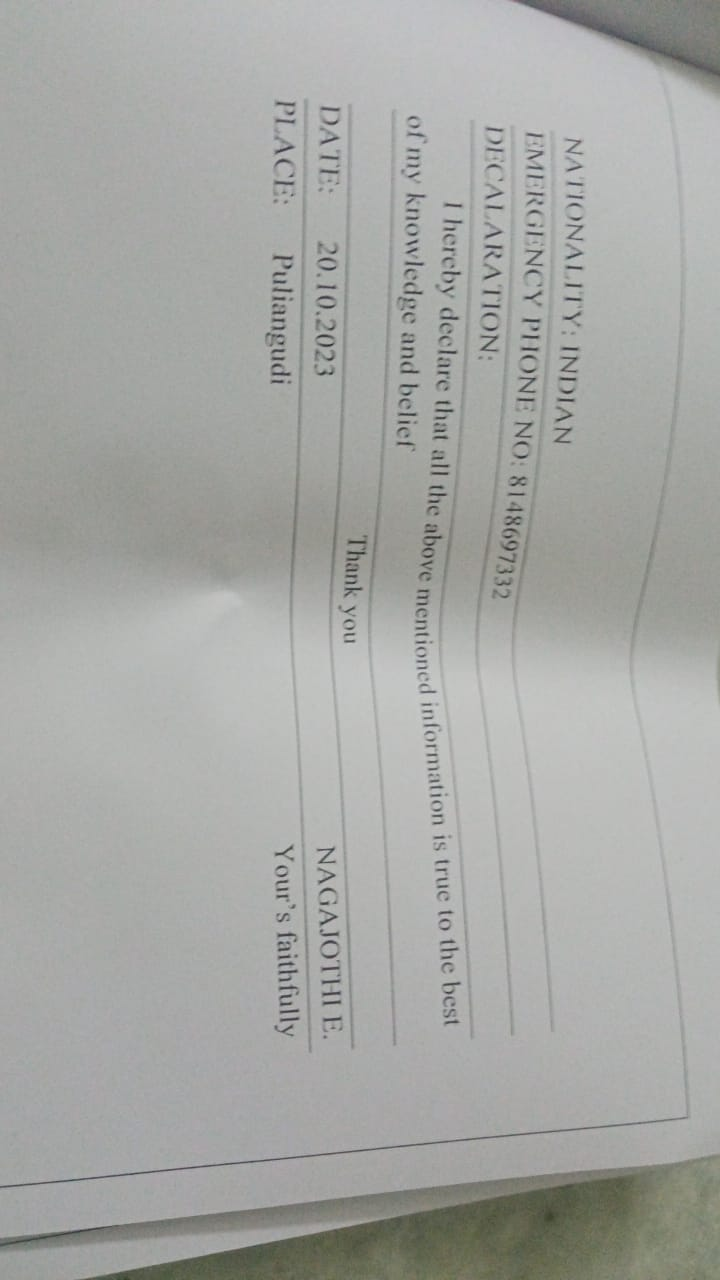 NATIONALITY: INDIAN
EMERGENCY PHONE NO: 8148697332
DECALARATION:
I hereby declare that all the above mentioned information is true to the best
of my knowledge and belief
Thank you
DATE: 20.10.2023 NAGAJOTHI E.
PLACE: Puliangudi Your's faithfully